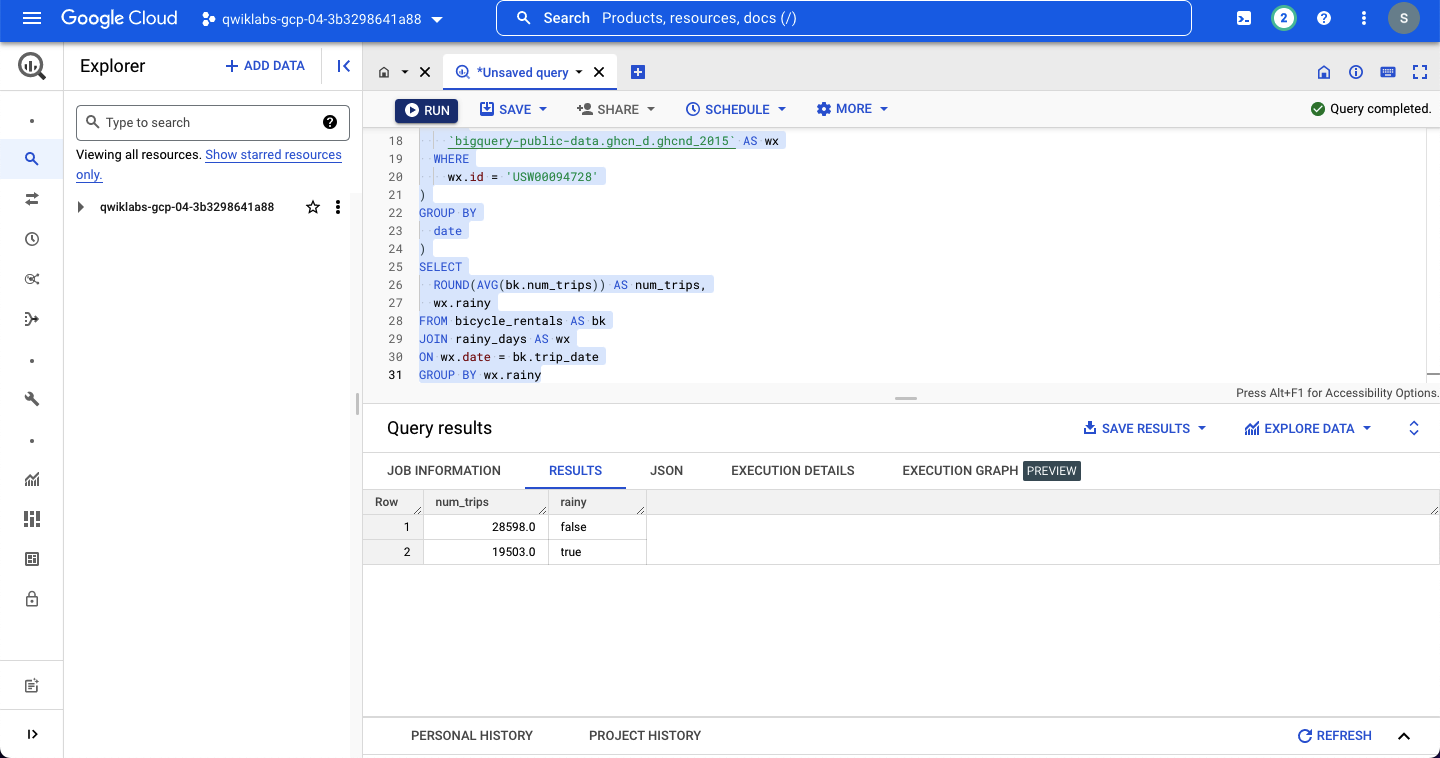 Google Cloud
qwiklabs-gcp-04-3b3298641a88
Search Products, resources, docs (/)
2
S
Explorer
ADD DATA
*Unsaved query
RUN
SAVE
SHARE
SCHEDULE
MORE
Query completed.
Type to search
Viewing all resources. Show starred resources
only.
qwiklabs-gcp-04-3b3298641a88
18 `bigquery-public-data.ghcn_d.ghcnd_2015` AS wx
19 WHERE
20 wx.id = 'USW00094728'
21 )
22 GROUP BY
23 date
24 )
25 SELECT
26 ROUND(AVG(bk.num_trips)) AS num_trips,
27 wx.rainy
28 FROM bicycle_rentals AS bk
29 JOIN rainy_days AS wx
30 ON wx.date = bk.trip_date
31 GROUP BY wx.rainy
Press Alt+F1 for Accessibility Options.
Query results
SAVE RESULTS
EXPLORE DATA
JOB INFORMATION
RESULTS
JSON
EXECUTION DETAILS
EXECUTION GRAPH PREVIEW
Row num_trips rainy
1 28598.0 false
2 19503.0 true
PERSONAL HISTORY
PROJECT HISTORY
REFRESH